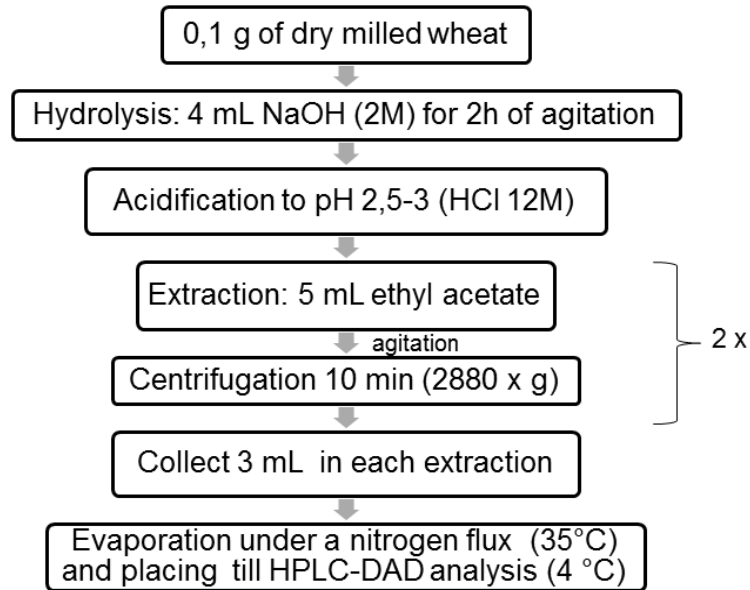 0,1 g of dry milled wheat
Hydrolysis: 4 mL NaOH (2M) for 2h of agitation
Acidification to pH 2,5-3 (HCl 12M)
Extraction: 5 mL ethyl acetate
agitation
2 x
Centrifugation 10 min (2880 x g)
Collect 3 mL in each extraction
Evaporation under a nitrogen flux (35°C)
and placing till HPLC-DAD analysis (4 °C)